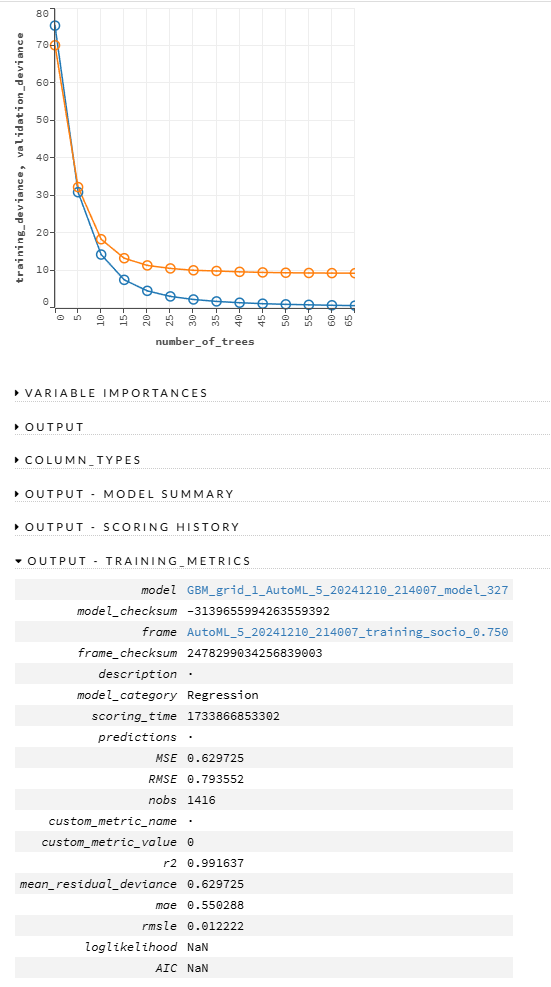 80
70
60
50
40
30
20
10
0
training_deviance, validation_deviance
0 5 10 15 20 25 30 35 40 45 50 55 60 65
number_of_trees
VARIABLE IMPORTANCES
OUTPUT
COLUMN_TYPES
OUTPUT - MODEL SUMMARY
OUTPUT - SCORING HISTORY
OUTPUT - TRAINING_METRICS
model GBM_grid_1_AutoML_5_20241210_214007_model_327
model_checksum -3139655994263559392
frame AutoML_5_20241210_214007_training_socio_0.750
frame_checksum 2478299034256839003
description ·
model_category Regression
scoring_time 1733866853302
predictions ·
MSE 0.629725
RMSE 0.793552
nobs 1416
custom_metric_name ·
custom_metric_value 0
r2 0.991637
mean_residual_deviance 0.629725
mae 0.550288
rmsle 0.012222
loglikelihood NaN
AIC NaN